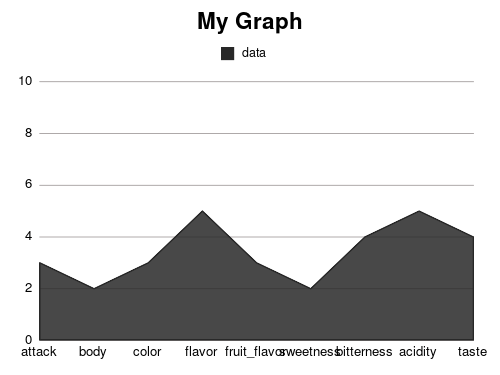 My Graph
data
10
8
6
4
2
0
attack body color flavor fruit_flavor sweetness bitterness acidity taste